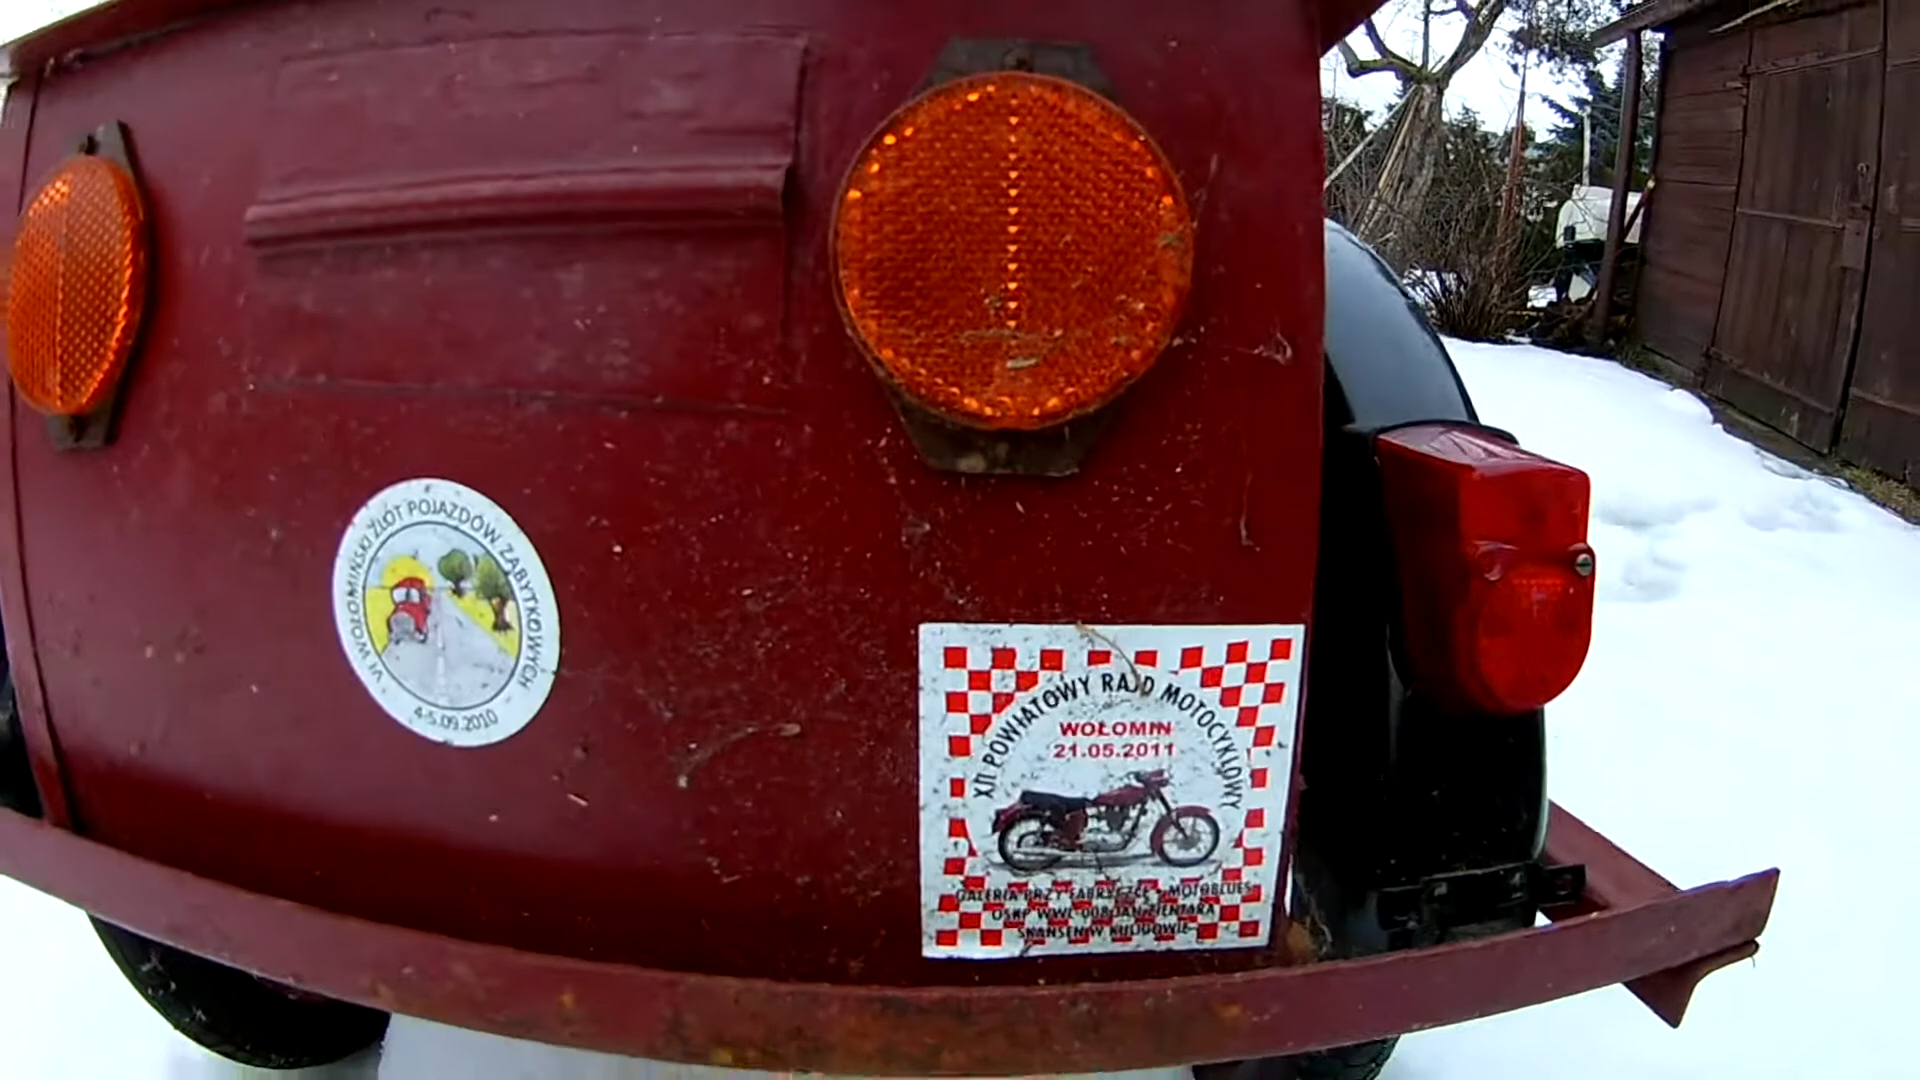 VI WOŁOMIŃSKI ZLOT POJAZDÓW ZABYTKOWYCH
4-5.09.2010
XII POWIATOWY RAJD MOTOCYKLOWY
WOŁOMIN
21.05.2011
GALERIA PRZY FABRYCZCE - MOTOBLUES
OSKP WWL 008 JAN ZIENTARA
SKANSEN W KULIGOWIE